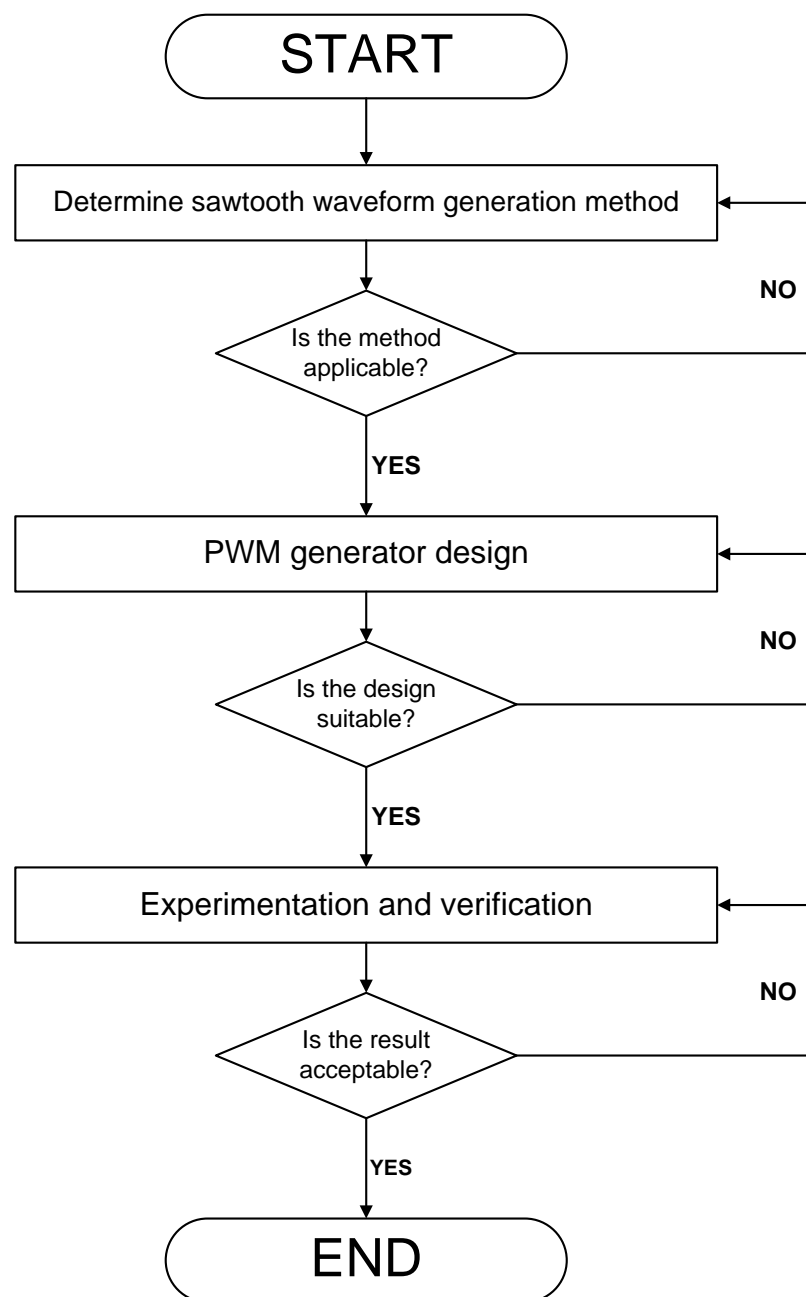 START
Determine sawtooth waveform generation method
NO
Is the method
applicable?
YES
PWM generator design
NO
Is the design
suitable?
YES
Experimentation and verification
NO
Is the result
acceptable?
YES
END